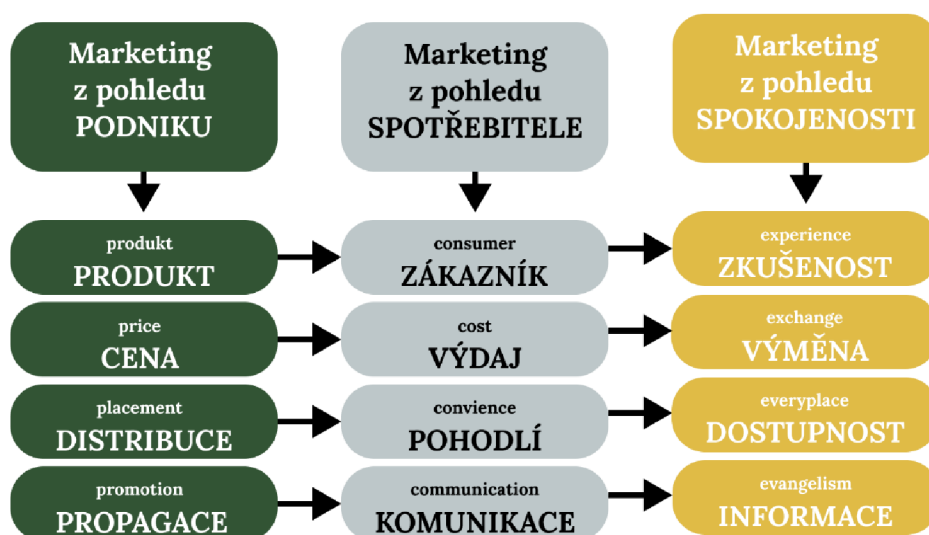 Marketing
z pohledu
PODNIKU
Marketing
z pohledu
SPOTŘEBITELE
Marketing
z pohledu
SPOKOJENOSTI
produkt
PRODUKT
consumer
ZÁKAZNÍK
experience
ZKUŠENOST
price
CENA
cost
VÝDAJ
exchange
VÝMĚNA
placement
DISTRIBUCE
convience
POHODLÍ
everyplace
DOSTUPNOST
promotion
PROPAGACE
communication
KOMUNIKACE
evangelism
INFORMACE